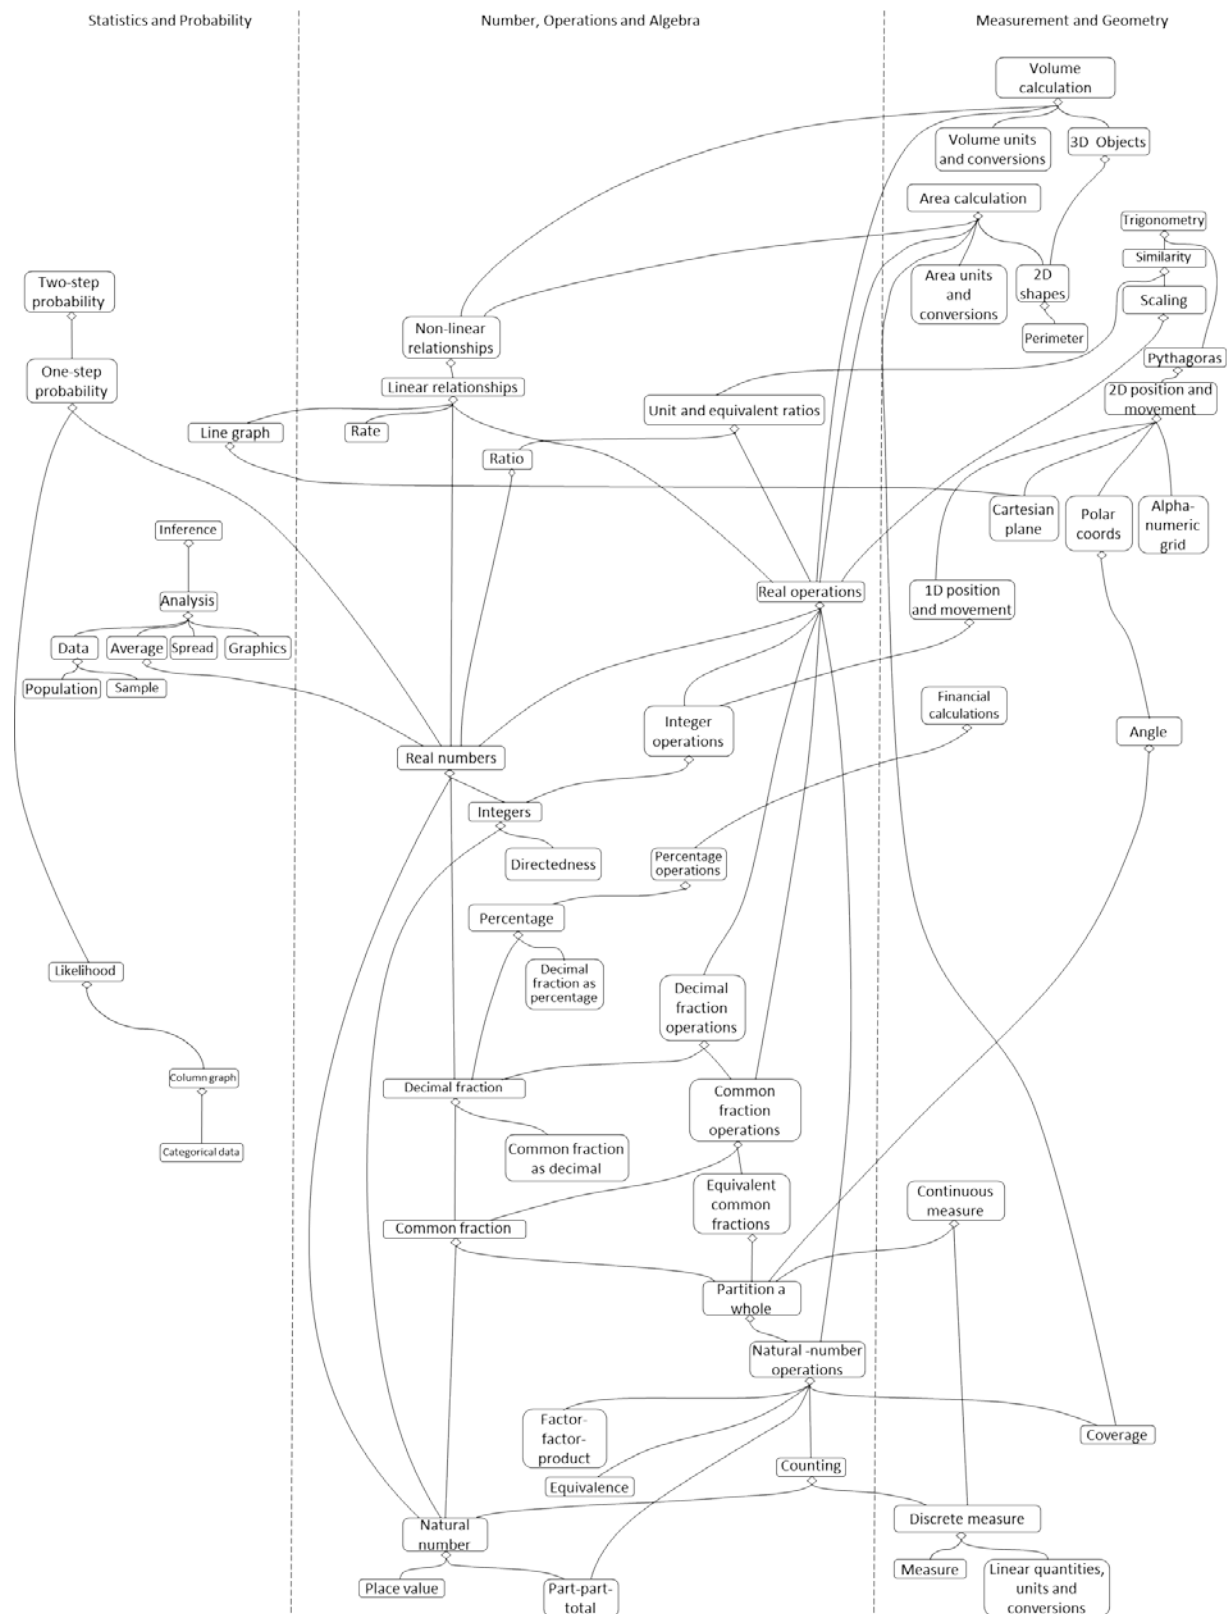 Statistics and Probability
Number, Operations and Algebra
Measurement and Geometry
Volume
calculation
Volume units
and conversions
3D Objects
Area calculation
Trigonometry
Similarity
Area units
and
conversions
2D
shapes
Scaling
Two-step
probability
Non-linear
relationships
Perimeter
Pythagoras
One-step
probability
Linear relationships
2D position and
movement
Unit and equivalent ratios
Line graph
Rate
Ratio
Cartesian
plane
Polar
coords
Alpha-
numeric
grid
Inference
Analysis
Real operations
1D position
and movement
Data
Average
Spread
Graphics
Population
Sample
Financial
calculations
Integer
operations
Angle
Real numbers
Integers
Directedness
Percentage
operations
Percentage
Likelihood
Decimal
fraction as
percentage
Decimal
fraction
operations
Column graph
Decimal fraction
Common
fraction
operations
Categorical data
Common fraction
as decimal
Equivalent
common
fractions
Continuous
measure
Common fraction
Partition a
whole
Natural -number
operations
Factor-
factor-
product
Coverage
Counting
Equivalence
Natural
number
Discrete measure
Measure
Linear quantities,
units and
conversions
Place value
Part-part-
total